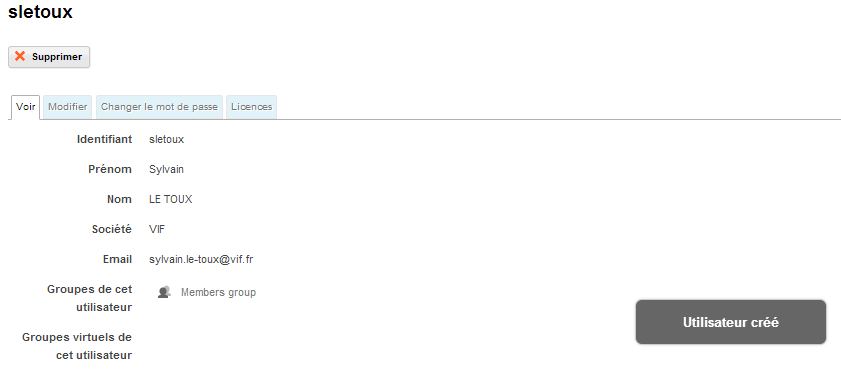 sletoux
Supprimer
Voir Modifier Changer le mot de passe Licences
Identifiant sletoux
Prénom Sylvain
Nom LE TOUX
Société VIF
Email sylvain.le-toux@vif.fr
Groupes de cet
utilisateur
Members group
Groupes virtuels de
cet utilisateur
Utilisateur créé